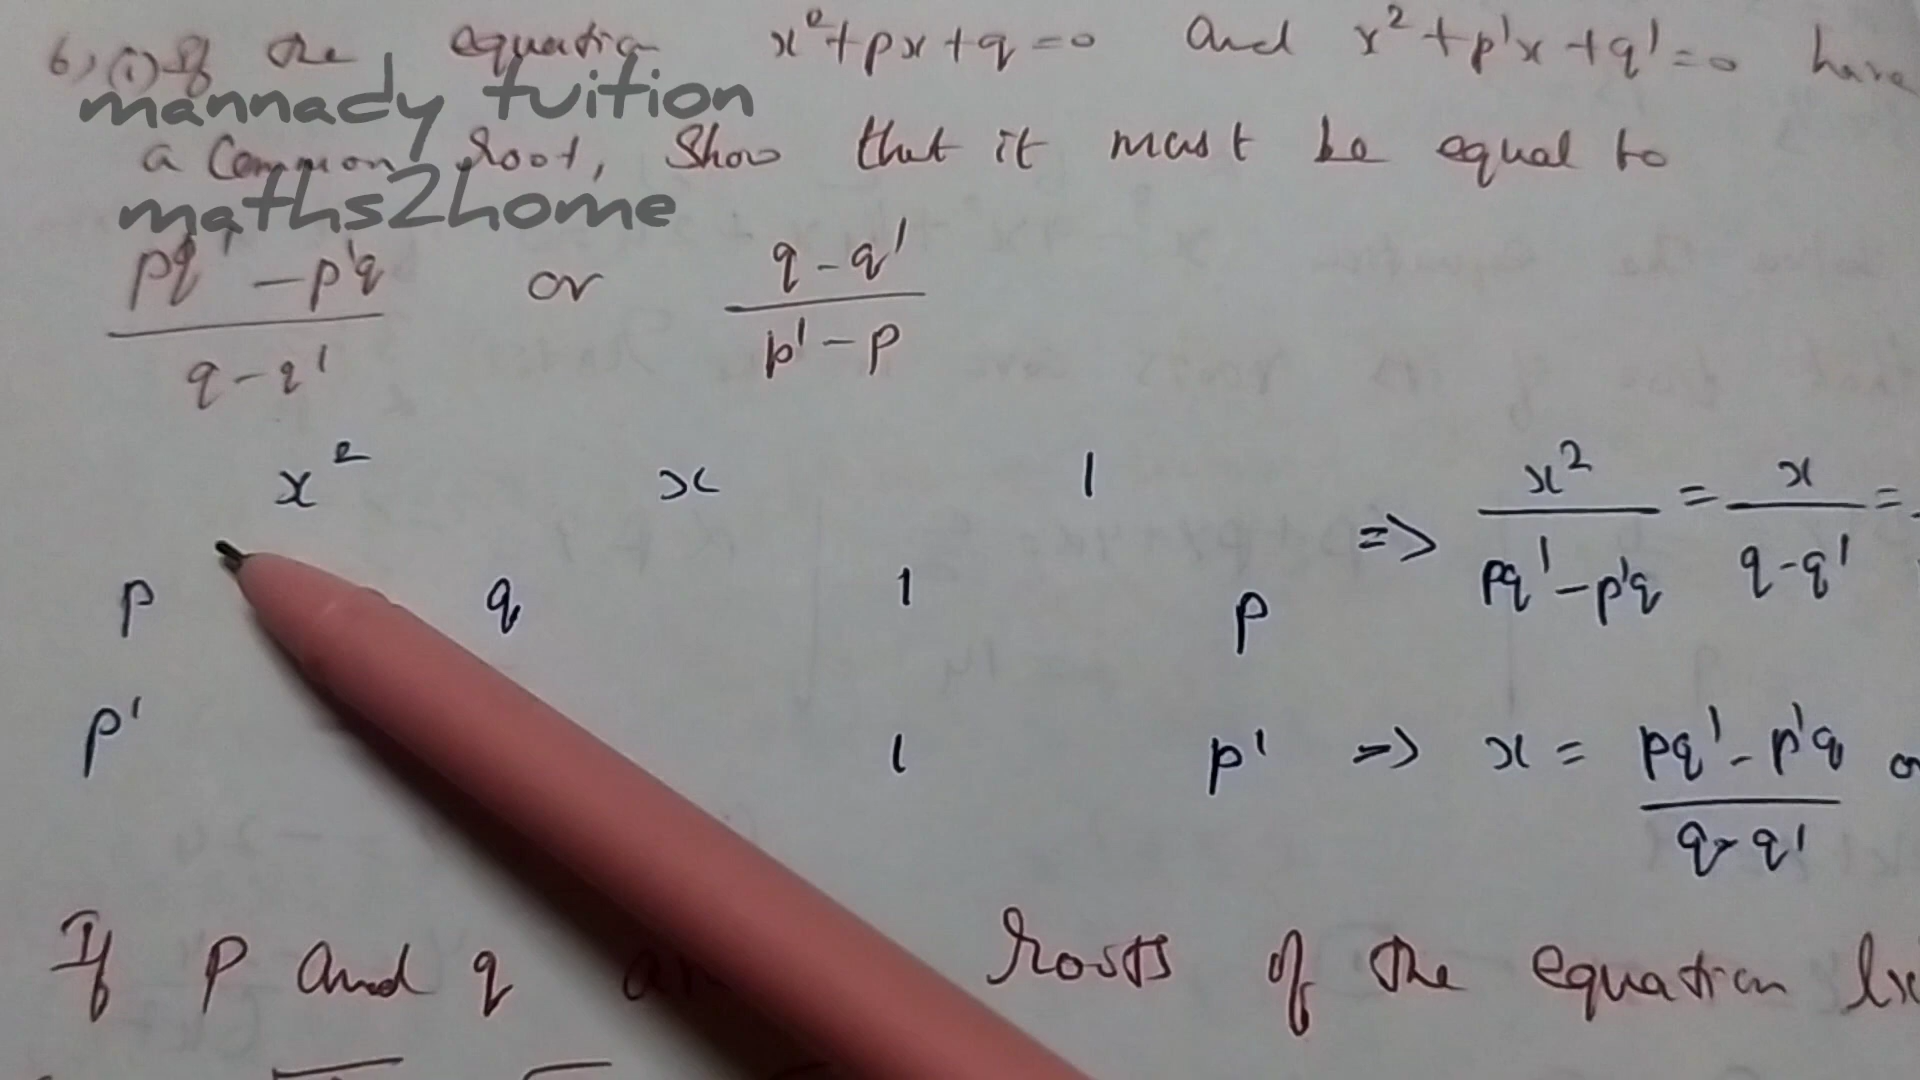 6, (i) If the equation x²+px+q=0 and x²+p'x+q'=0 have
mannady tuition
a Common Root, Show that it must be equal to
maths2home
pq' - p'q / q-q' or q-q' / p'-p
x² x 1 => x² / pq'-p'q = x / q-q' =
p q 1 p
p' 1 p' => x = pq'-p'q / q-q' or
If p and q roots of the equation